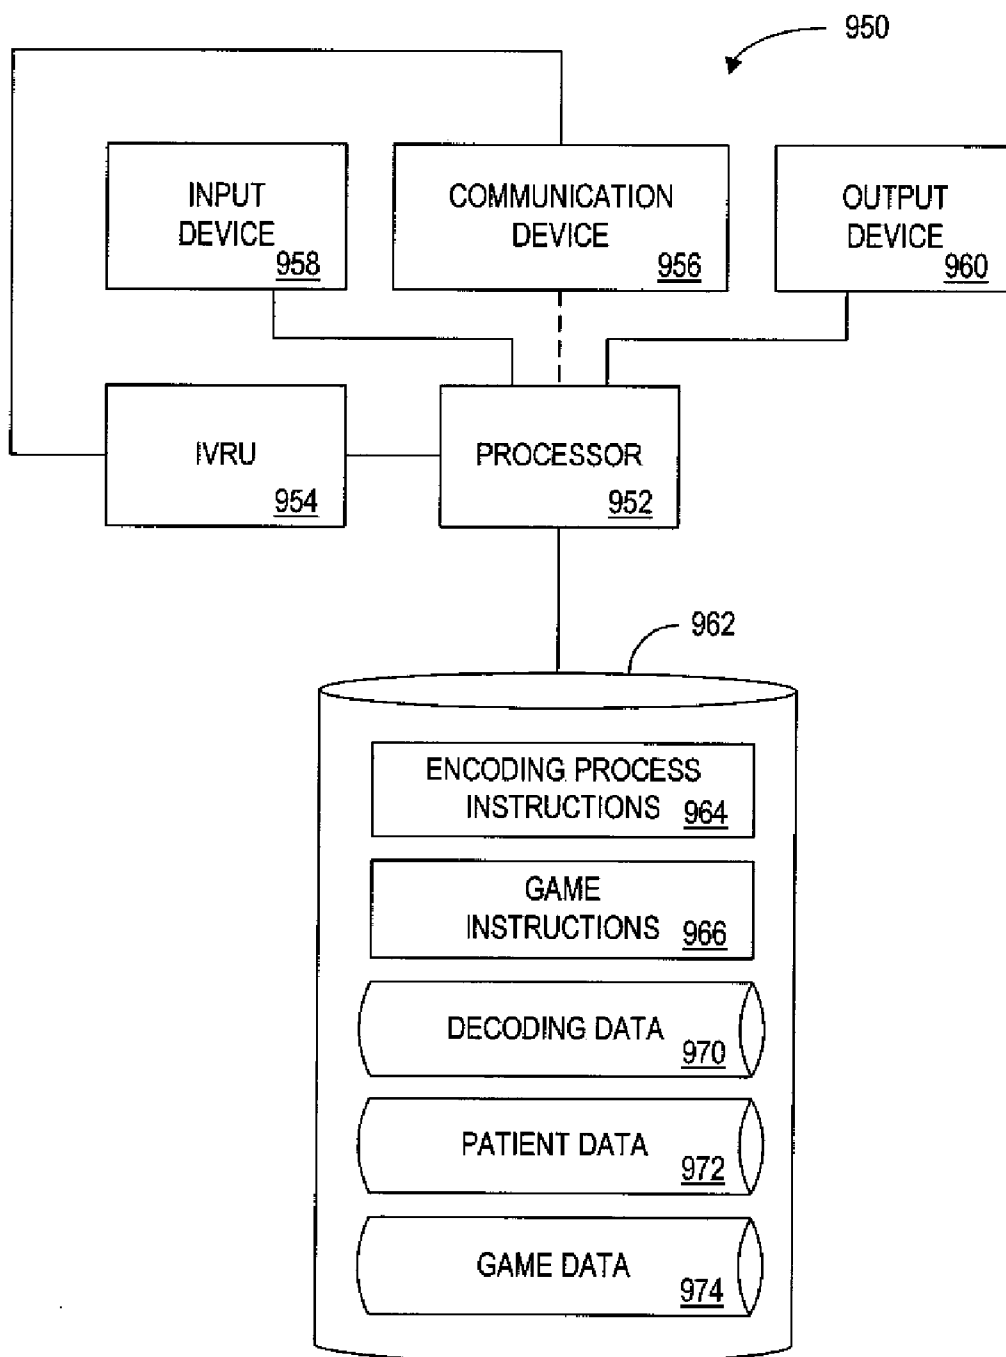 950
INPUT
DEVICE
958
COMMUNICATION
DEVICE
956
OUTPUT
DEVICE
960
IVRU
954
PROCESSOR
952
962
ENCODING PROCESS
INSTRUCTIONS 964
GAME
INSTRUCTIONS 966
DECODING DATA 970
PATIENT DATA 972
GAME DATA 974